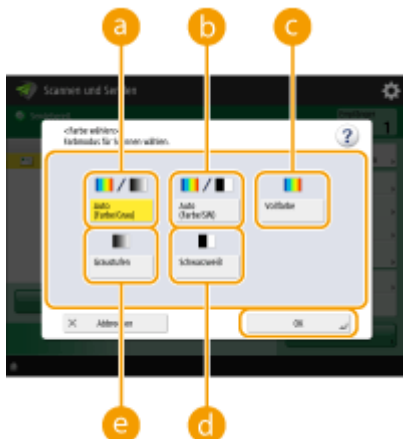 a
b
c
Scannen und Senden
1
<Farbe wählen>
Farbmodus für Scannen wählen.
?
Auto
(Farbe/Grau)
Auto
(Farbe/SW)
Vollfarbe
Graustufen
Schwarzweiß
Abbrechen
OK
e
d